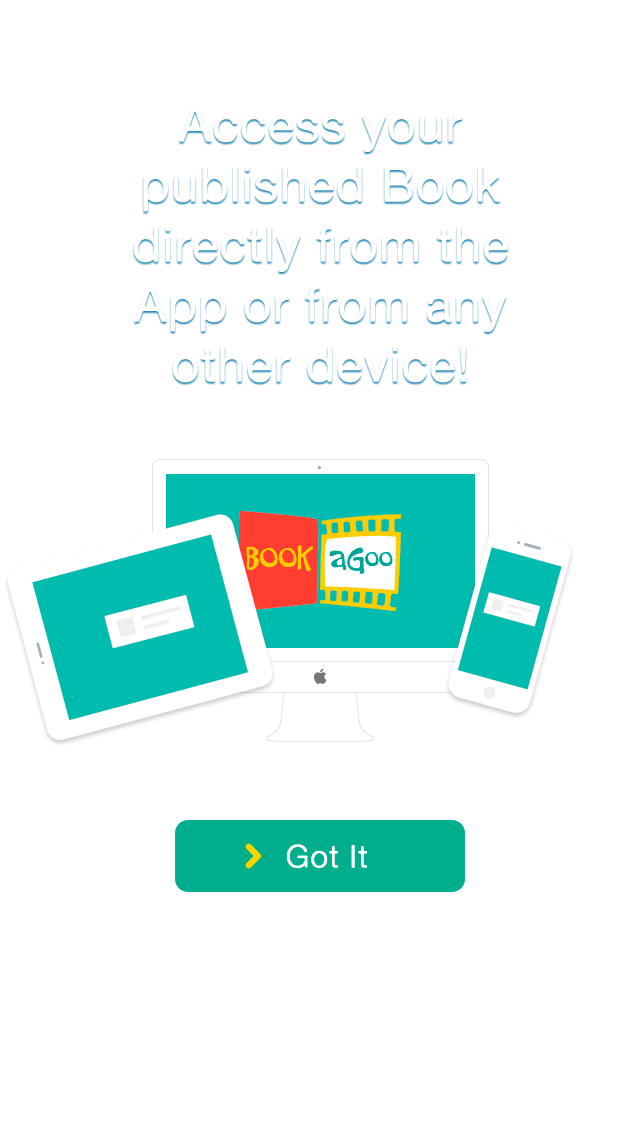 Access your
published Book
directly from the
App or from any
other device!
BOOK aGoo
Got It